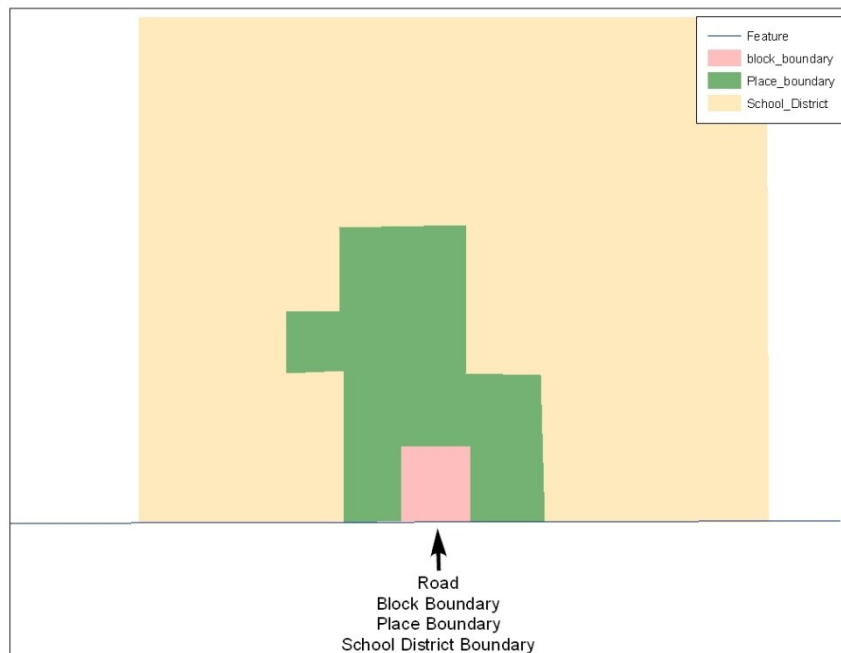 Feature
block_boundary
Place_boundary
School_District
Road
Block Boundary
Place Boundary
School District Boundary